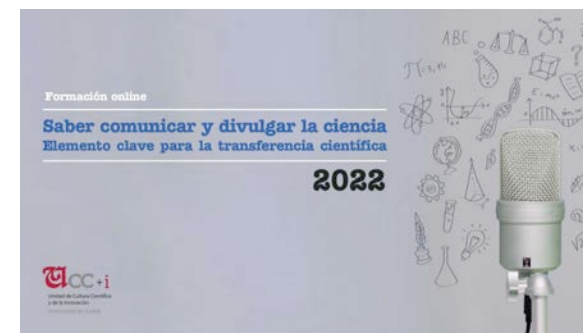 Formación online
Saber comunicar y divulgar la ciencia
Elemento clave para la transferencia científica
2022
UCC+i
Unidad de Cultura Científica
y de la Innovación
ABC